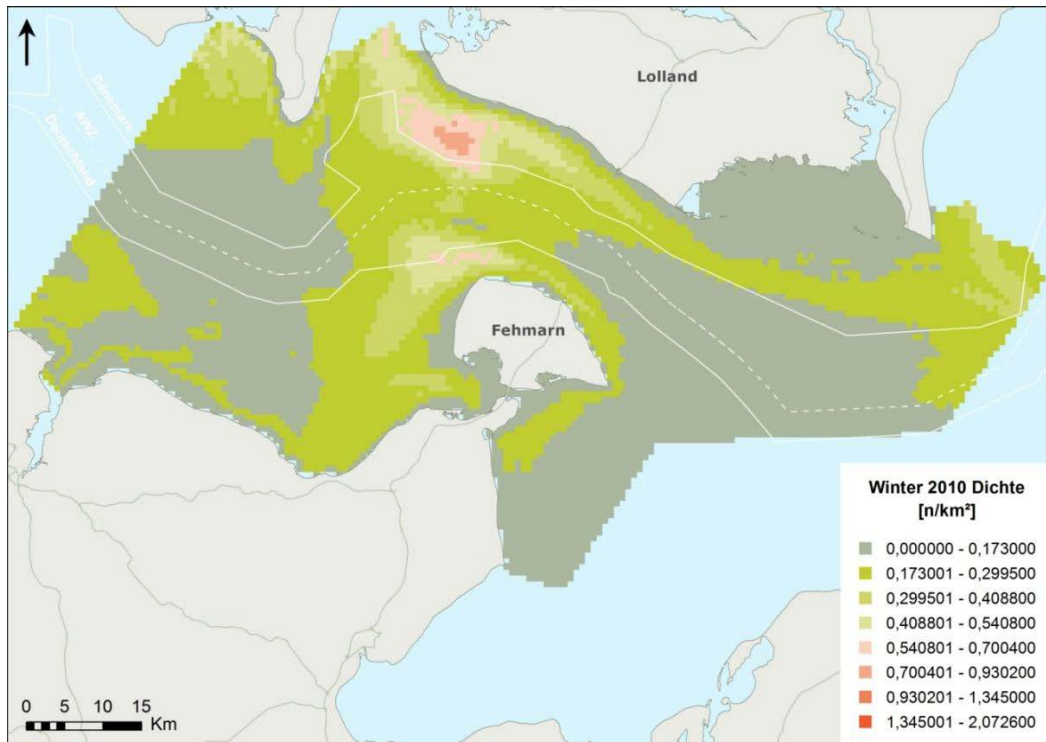 Lolland
Dänemark
AWZ
Deutschland
Fehmarn
Winter 2010 Dichte
[n/km²]
0,000000 - 0,173000
0,173001 - 0,299500
0,299501 - 0,408800
0,408801 - 0,540800
0,540801 - 0,700400
0,700401 - 0,930200
0,930201 - 1,345000
1,345001 - 2,072600
0 5 10 15
Km